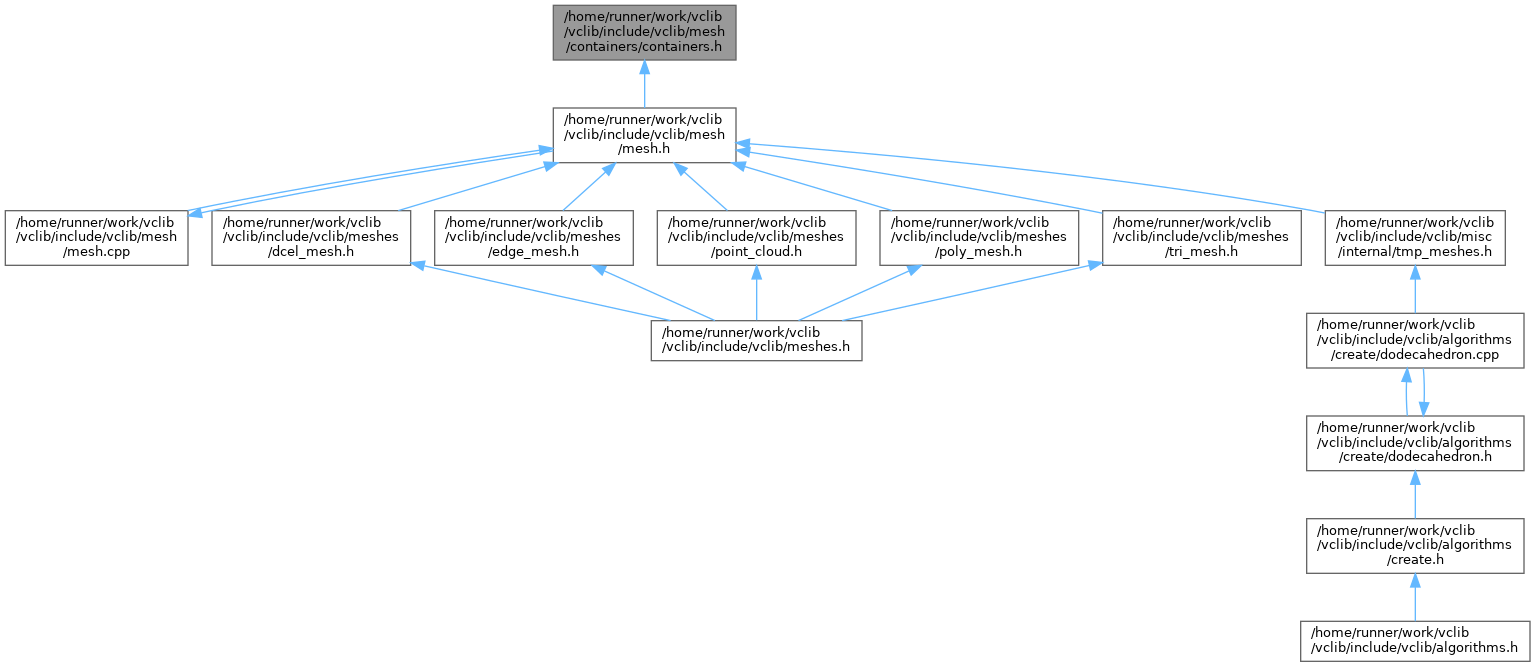 /home/runner/work/vclib
/vclib/include/vclib/mesh
/containers/containers.h
/home/runner/work/vclib
/vclib/include/vclib/mesh
/mesh.h
/home/runner/work/vclib
/vclib/include/vclib/mesh
/mesh.cpp
/home/runner/work/vclib
/vclib/include/vclib/meshes
/dcel_mesh.h
/home/runner/work/vclib
/vclib/include/vclib/meshes
/edge_mesh.h
/home/runner/work/vclib
/vclib/include/vclib/meshes
/point_cloud.h
/home/runner/work/vclib
/vclib/include/vclib/meshes
/poly_mesh.h
/home/runner/work/vclib
/vclib/include/vclib/meshes
/tri_mesh.h
/home/runner/work/vclib
/vclib/include/vclib/misc
/internal/tmp_meshes.h
/home/runner/work/vclib
/vclib/include/vclib/meshes.h
/home/runner/work/vclib
/vclib/include/vclib/algorithms
/create/dodecahedron.cpp
/home/runner/work/vclib
/vclib/include/vclib/algorithms
/create/dodecahedron.h
/home/runner/work/vclib
/vclib/include/vclib/algorithms
/create.h
/home/runner/work/vclib
/vclib/include/vclib/algorithms.h